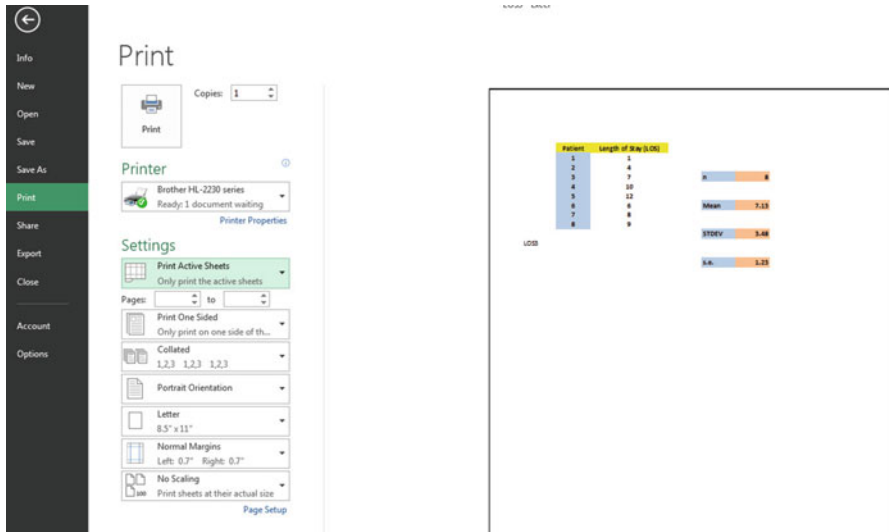 Info
New
Open
Save
Save As
Print
Share
Export
Close
Account
Options
Print
Copies: 1
Print
Printer
Brother HL-2230 series
Ready: 1 document waiting
Printer Properties
Settings
Print Active Sheets
Only print the active sheets
Pages: to
Print One Sided
Only print on one side of th...
Collated
1,2,3 1,2,3 1,2,3
Portrait Orientation
Letter
8.5" x 11"
Normal Margins
Left: 0.7" Right: 0.7"
No Scaling
100
Print sheets at their actual size
Page Setup
Patient Length of Stay (LOS)
1 1
2 4
3 7
4 10
5 12
6 6
7 8
8 9
n 8
Mean 7.13
STDEV 3.48
s.e. 1.23